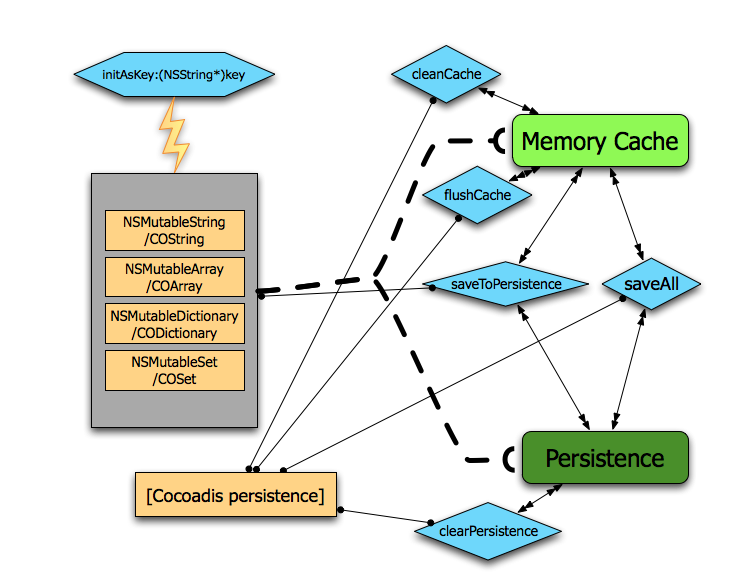 initAsKey:(NSString*)key
cleanCache
Memory Cache
flushCache
NSMutableString
/COString
NSMutableArray
/COArray
NSMutableDictionary
/CODictionary
NSMutableSet
/COSet
saveToPersistence
saveAll
Persistence
[Cocoadis persistence]
clearPersistence